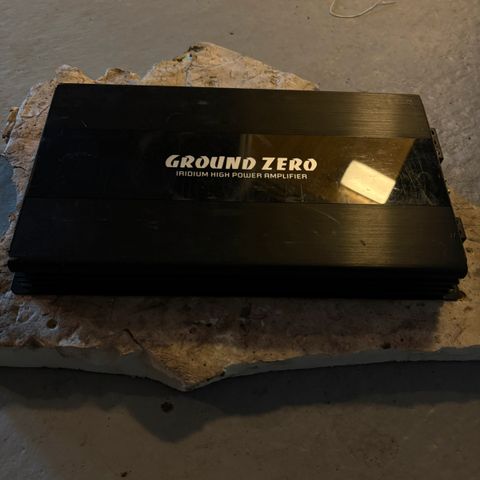 GROUND ZERO
IRIDIUM HIGH POWER AMPLIFIER